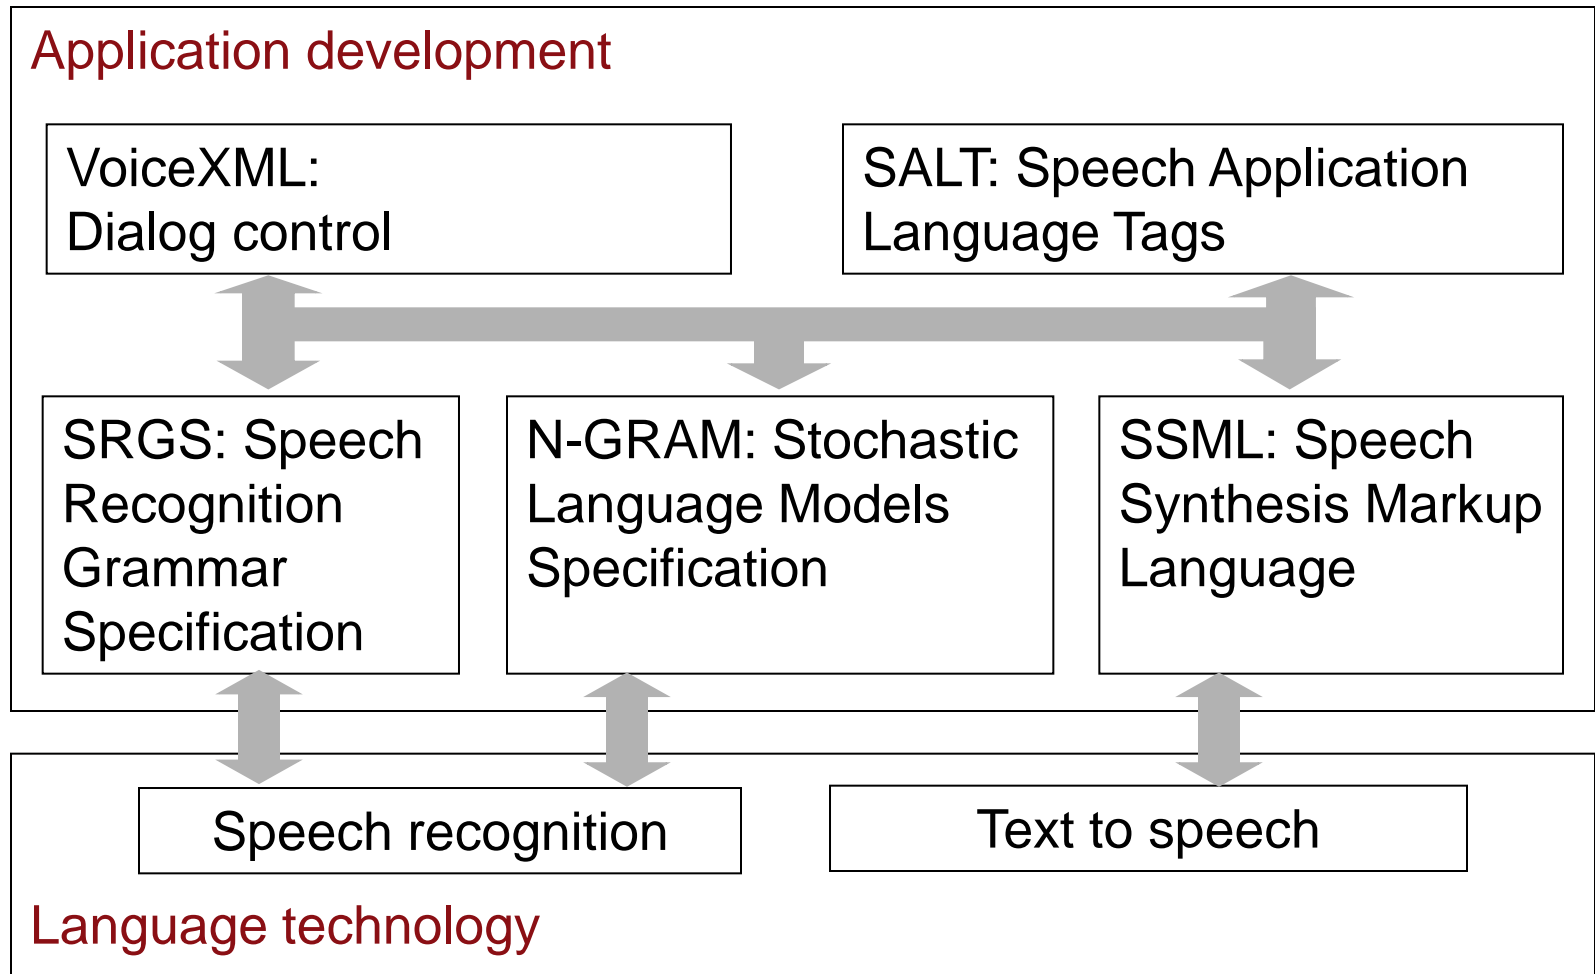 Application development
VoiceXML:
Dialog control
SALT: Speech Application
Language Tags
SRGS: Speech
Recognition
Grammar
Specification
N-GRAM: Stochastic
Language Models
Specification
SSML: Speech
Synthesis Markup
Language
Speech recognition
Text to speech
Language technology